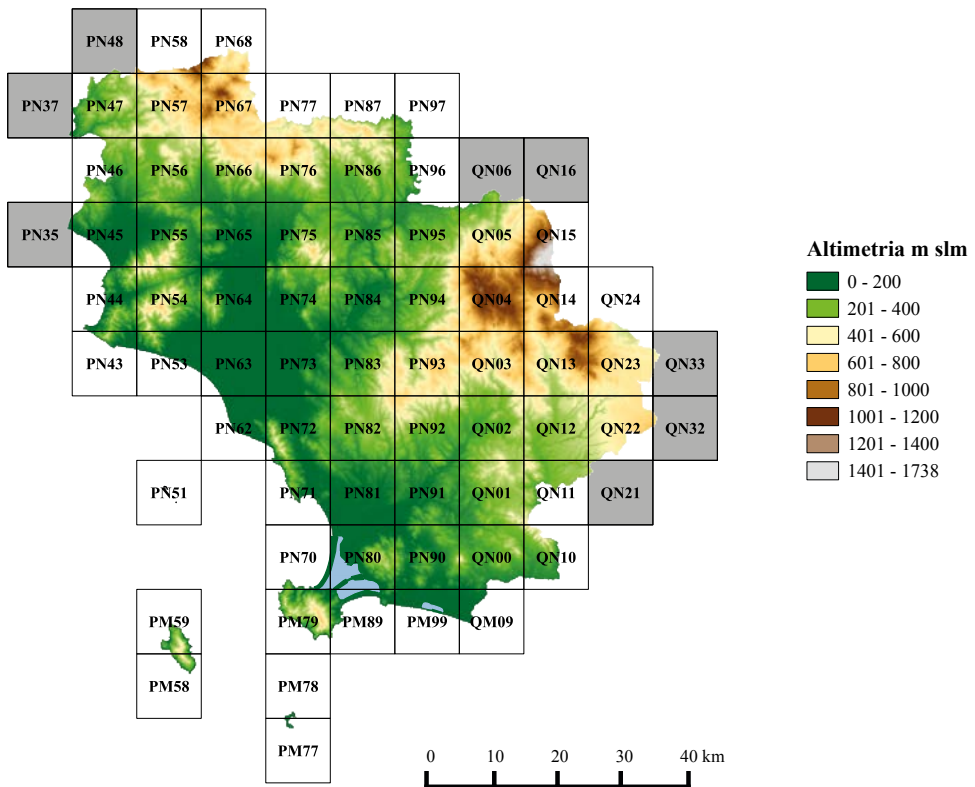 PN48 PN58 PN68
PN37 PN47 PN57 PN67 PN77 PN87 PN97
PN46 PN56 PN66 PN76 PN86 PN96 QN06 QN16
PN35 PN45 PN55 PN65 PN75 PN85 PN95 QN05 QN15
PN44 PN54 PN64 PN74 PN84 PN94 QN04 QN14 QN24
PN43 PN53 PN63 PN73 PN83 PN93 QN03 QN13 QN23 QN33
PN62 PN72 PN82 PN92 QN02 QN12 QN22 QN32
PN51 PN71 PN81 PN91 QN01 QN11 QN21
PN70 PN80 PN90 QN00 QN10
PM59 PM79 PM89 PM99 QM09
PM58 PM78
PM77
Altimetria m slm
0 - 200
201 - 400
401 - 600
601 - 800
801 - 1000
1001 - 1200
1201 - 1400
1401 - 1738
0 10 20 30 40 km